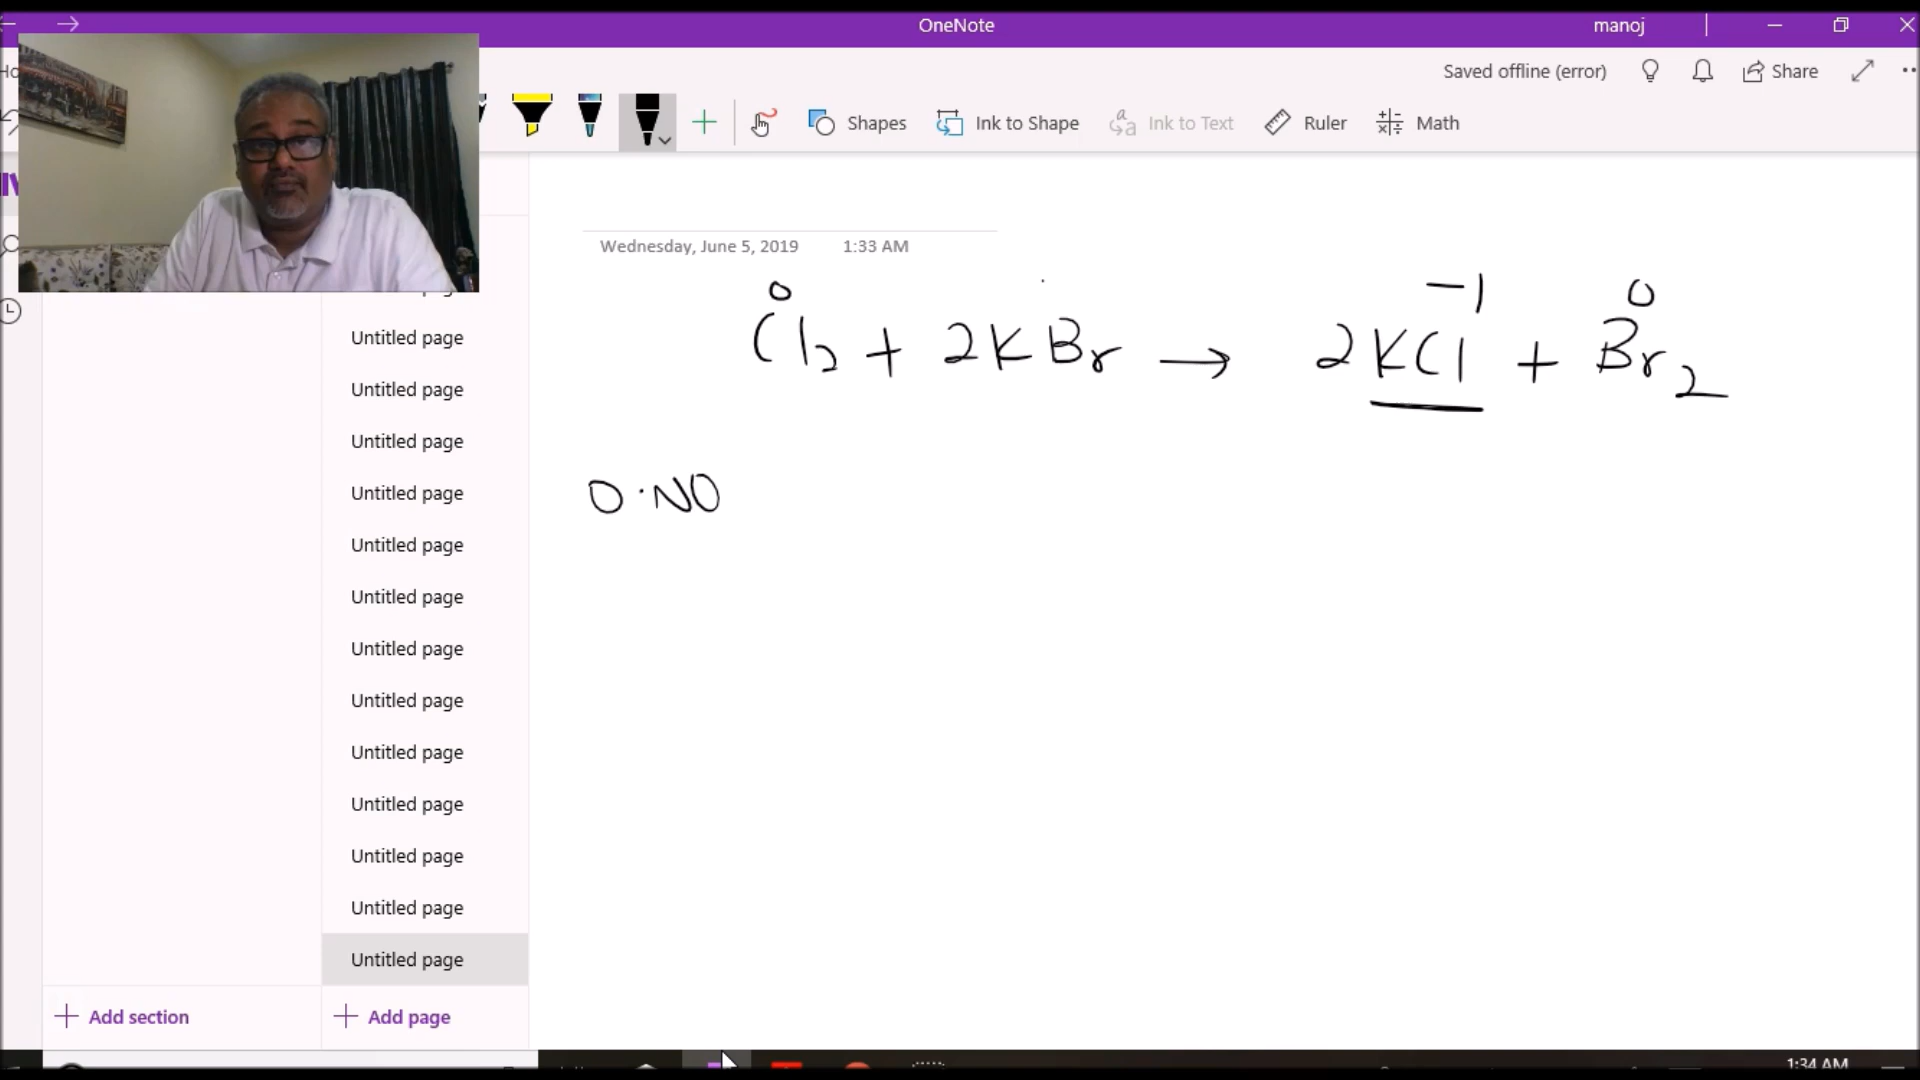 OneNote
manoj
Saved offline (error)
Share
Shapes
Ink to Shape
Ink to Text
Ruler
Math
Wednesday, June 5, 2019 1:33 AM
0 -1 0
Cl2 + 2KBr → 2KCl + Br2
O.NO
Untitled page
Untitled page
Untitled page
Untitled page
Untitled page
Untitled page
Untitled page
Untitled page
Untitled page
Untitled page
Untitled page
Untitled page
Untitled page
+ Add section
+ Add page
1:34 AM